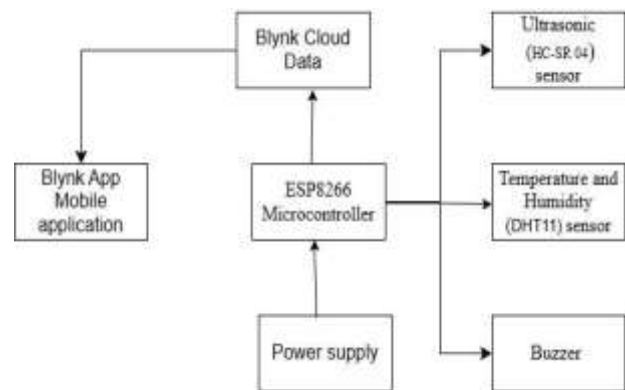 Blynk Cloud
Data
Ultrasonic
(HC-SR 04)
sensor
Blynk App
Mobile
application
ESP8266
Microcontroller
Temperature and
Humidity
(DHT11) sensor
Power supply
Buzzer